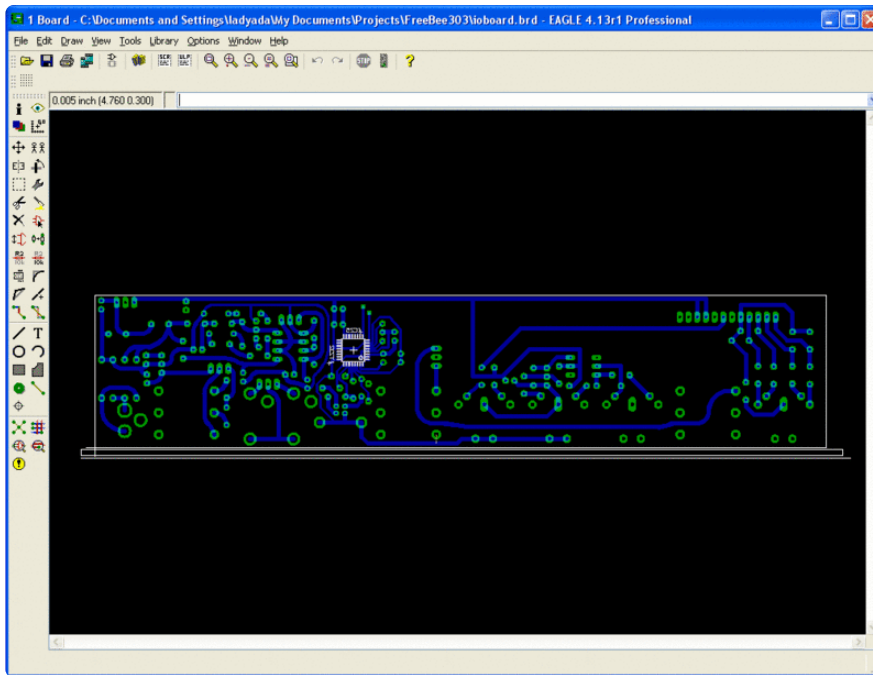 1 Board - C:\Documents and Settings\ladyada\My Documents\Projects\FreeBee303\ioboard.brd - EAGLE 4.13r1 Professional
File Edit Draw View Tools Library Options Window Help
0.005 inch (4.760 0.300)